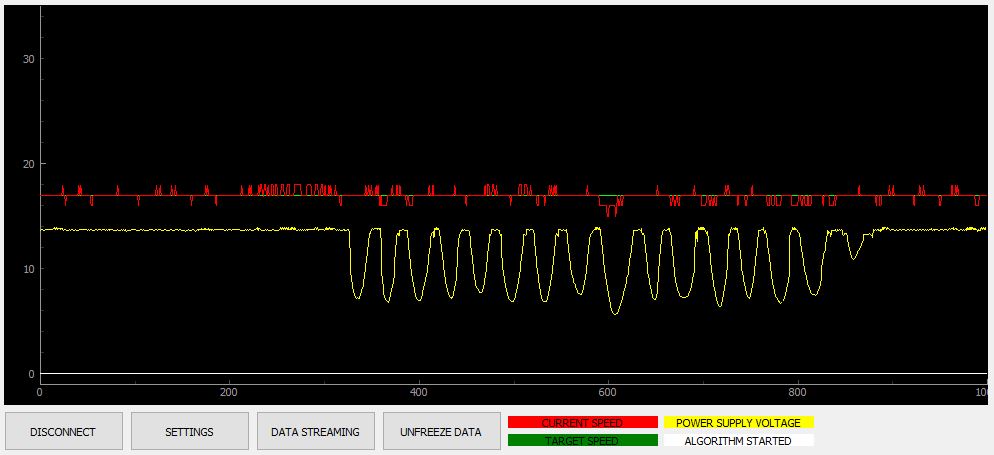 30
20
10
0
0 200 400 600 800 100
DISCONNECT SETTINGS DATA STREAMING UNFREEZE DATA
CURRENT SPEED POWER SUPPLY VOLTAGE
TARGET SPEED ALGORITHM STARTED